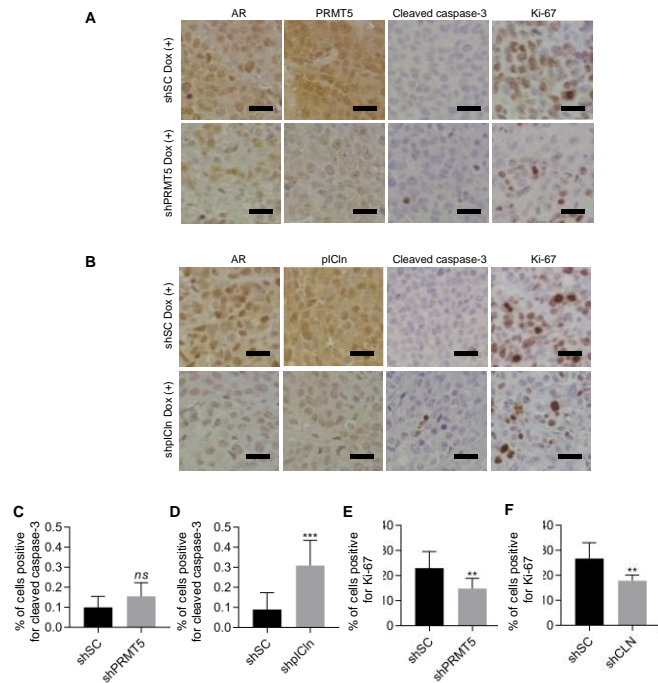 A
AR PRMT5 Cleaved caspase-3 Ki-67
shSC Dox (+)
shPRMT5 Dox (+)
B
AR pICln Cleaved caspase-3 Ki-67
shSC Dox (+)
shpICln Dox (+)
C
% of cells positive
for cleaved caspase-3
0.5
0.4
0.3
0.2
0.1
0.0
ns
shSC
shPRMT5
D
% of cells positive
for cleaved caspase-3
0.5
0.4
0.3
0.2
0.1
0.0
***
shSC
shpICln
E
% of cells positive
for Ki-67
40
30
20
10
0
**
shSC
shPRMT5
F
% of cells positive
for Ki-67
40
30
20
10
0
**
shSC
shCLN